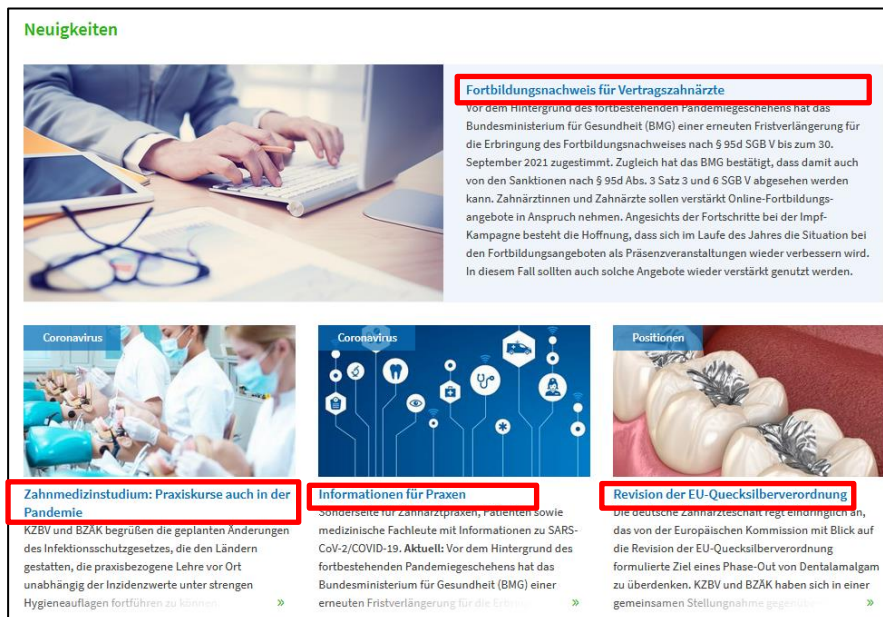 Neuigkeiten
Fortbildungsnachweis für Vertragszahnärzte
Vor dem Hintergrund des fortbestehenden Pandemiegeschehens hat das
Bundesministerium für Gesundheit (BMG) einer erneuten Fristverlängerung für
die Erbringung des Fortbildungsnachweises nach § 95d SGB V bis zum 30.
September 2021 zugestimmt. Zugleich hat das BMG bestätigt, dass damit auch
von den Sanktionen nach § 95d Abs. 3 Satz 3 und 6 SGB V abgesehen werden
kann. Zahnärztinnen und Zahnärzte sollen verstärkt Online-Fortbildungs-
angebote in Anspruch nehmen. Angesichts der Fortschritte bei der Impf-
Kampagne besteht die Hoffnung, dass sich im Laufe des Jahres die Situation bei
den Fortbildungsangeboten als Präsenzveranstaltungen wieder verbessern wird.
In diesem Fall sollten auch solche Angebote wieder verstärkt genutzt werden.
Coronavirus
Zahnmedizinstudium: Praxiskurse auch in der
Pandemie
KZBV und BZÄK begrüßen die geplanten Änderungen
des Infektionsschutzgesetzes, die den Ländern
gestatten, die praxisbezogene Lehre vor Ort
unabhängig der Inzidenzwerte unter strengen
Hygieneauflagen fortführen zu können »
Coronavirus
Informationen für Praxen
Sonderseite für Zahnarztpraxen, Patienten sowie
medizinische Fachleute mit Informationen zu SARS-
CoV-2/COVID-19. Aktuell: Vor dem Hintergrund des
fortbestehenden Pandemiegeschehens hat das
Bundesministerium für Gesundheit (BMG) einer
erneuten Fristverlängerung für die »
Positionen
Revision der EU-Quecksilberverordnung
Die deutsche Zahnärzteschaft regt eindringlich an,
das von der Europäischen Kommission mit Blick auf
die Revision der EU-Quecksilberverordnung
formulierte Ziel eines Phase-Out von Dentalamalgam
zu überdenken. KZBV und BZÄK haben sich in einer
gemeinsamen Stellungnahme »